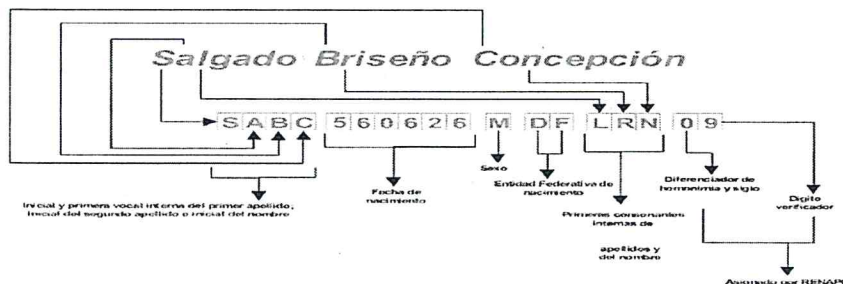 Salgado Briseño Concepción
S A B C 5 6 0 6 2 6 M D F L R N 0 9
Sexo
Inicial y primera vocal interna del primer apellido,
Inicial del segundo apellido e inicial del nombre
Fecha de
nacimiento
Entidad Federativa de
nacimiento
Primeras consonantes
internas de
apellidos y
del nombre
Diferenciador de
homonimia y siglo
Digito
verificador
Asignado por RENAPO